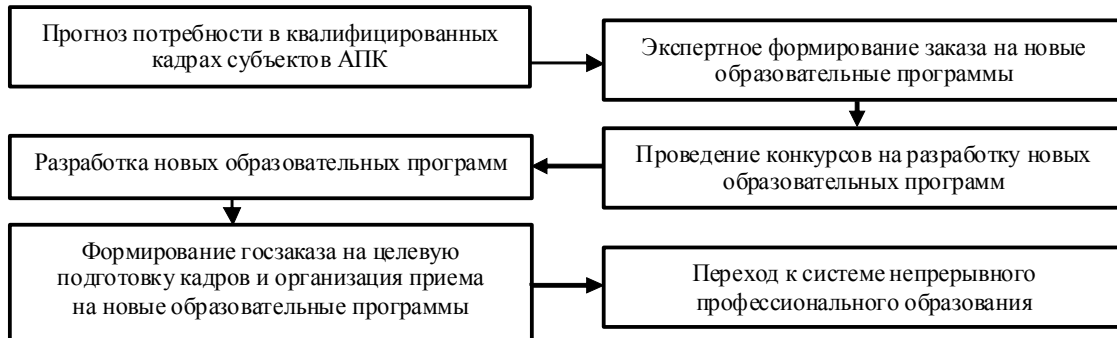 Прогноз потребности в квалифицированных
кадрах субъектов АПК
Экспертное формирование заказа на новые
образовательные программы
Проведение конкурсов на разработку новых
образовательных программ
Разработка новых образовательных программ
Формирование госзаказа на целевую
подготовку кадров и организация приема
на новые образовательные программы
Переход к системе непрерывного
профессионального образования